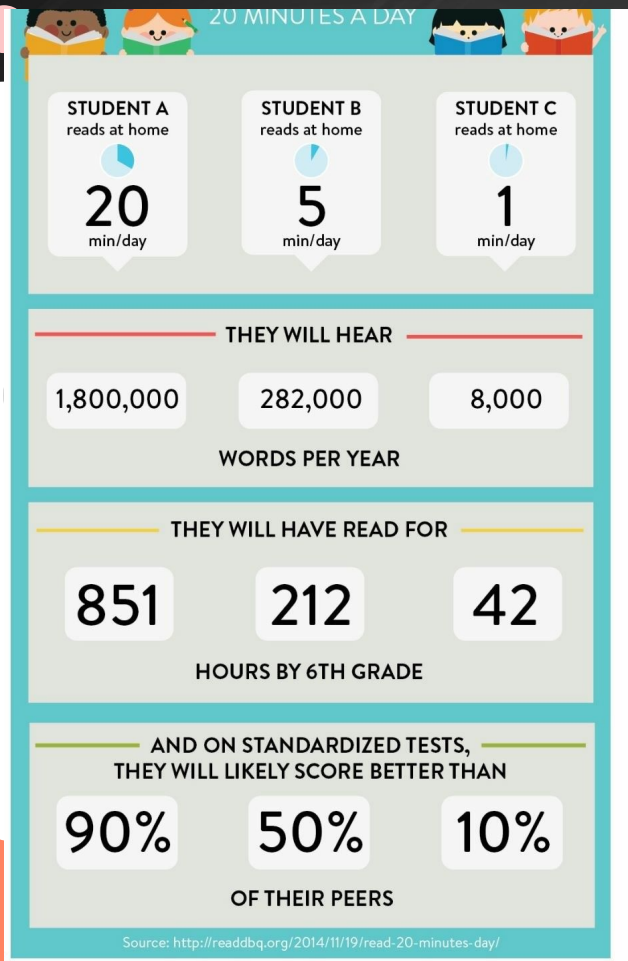 20 MINUTES A DAY
STUDENT A
reads at home
20
min/day
STUDENT B
reads at home
5
min/day
STUDENT C
reads at home
1
min/day
THEY WILL HEAR
1,800,000 282,000 8,000
WORDS PER YEAR
THEY WILL HAVE READ FOR
851 212 42
HOURS BY 6TH GRADE
AND ON STANDARDIZED TESTS,
THEY WILL LIKELY SCORE BETTER THAN
90% 50% 10%
OF THEIR PEERS
Source: http://readdbq.org/2014/11/19/read-20-minutes-day/